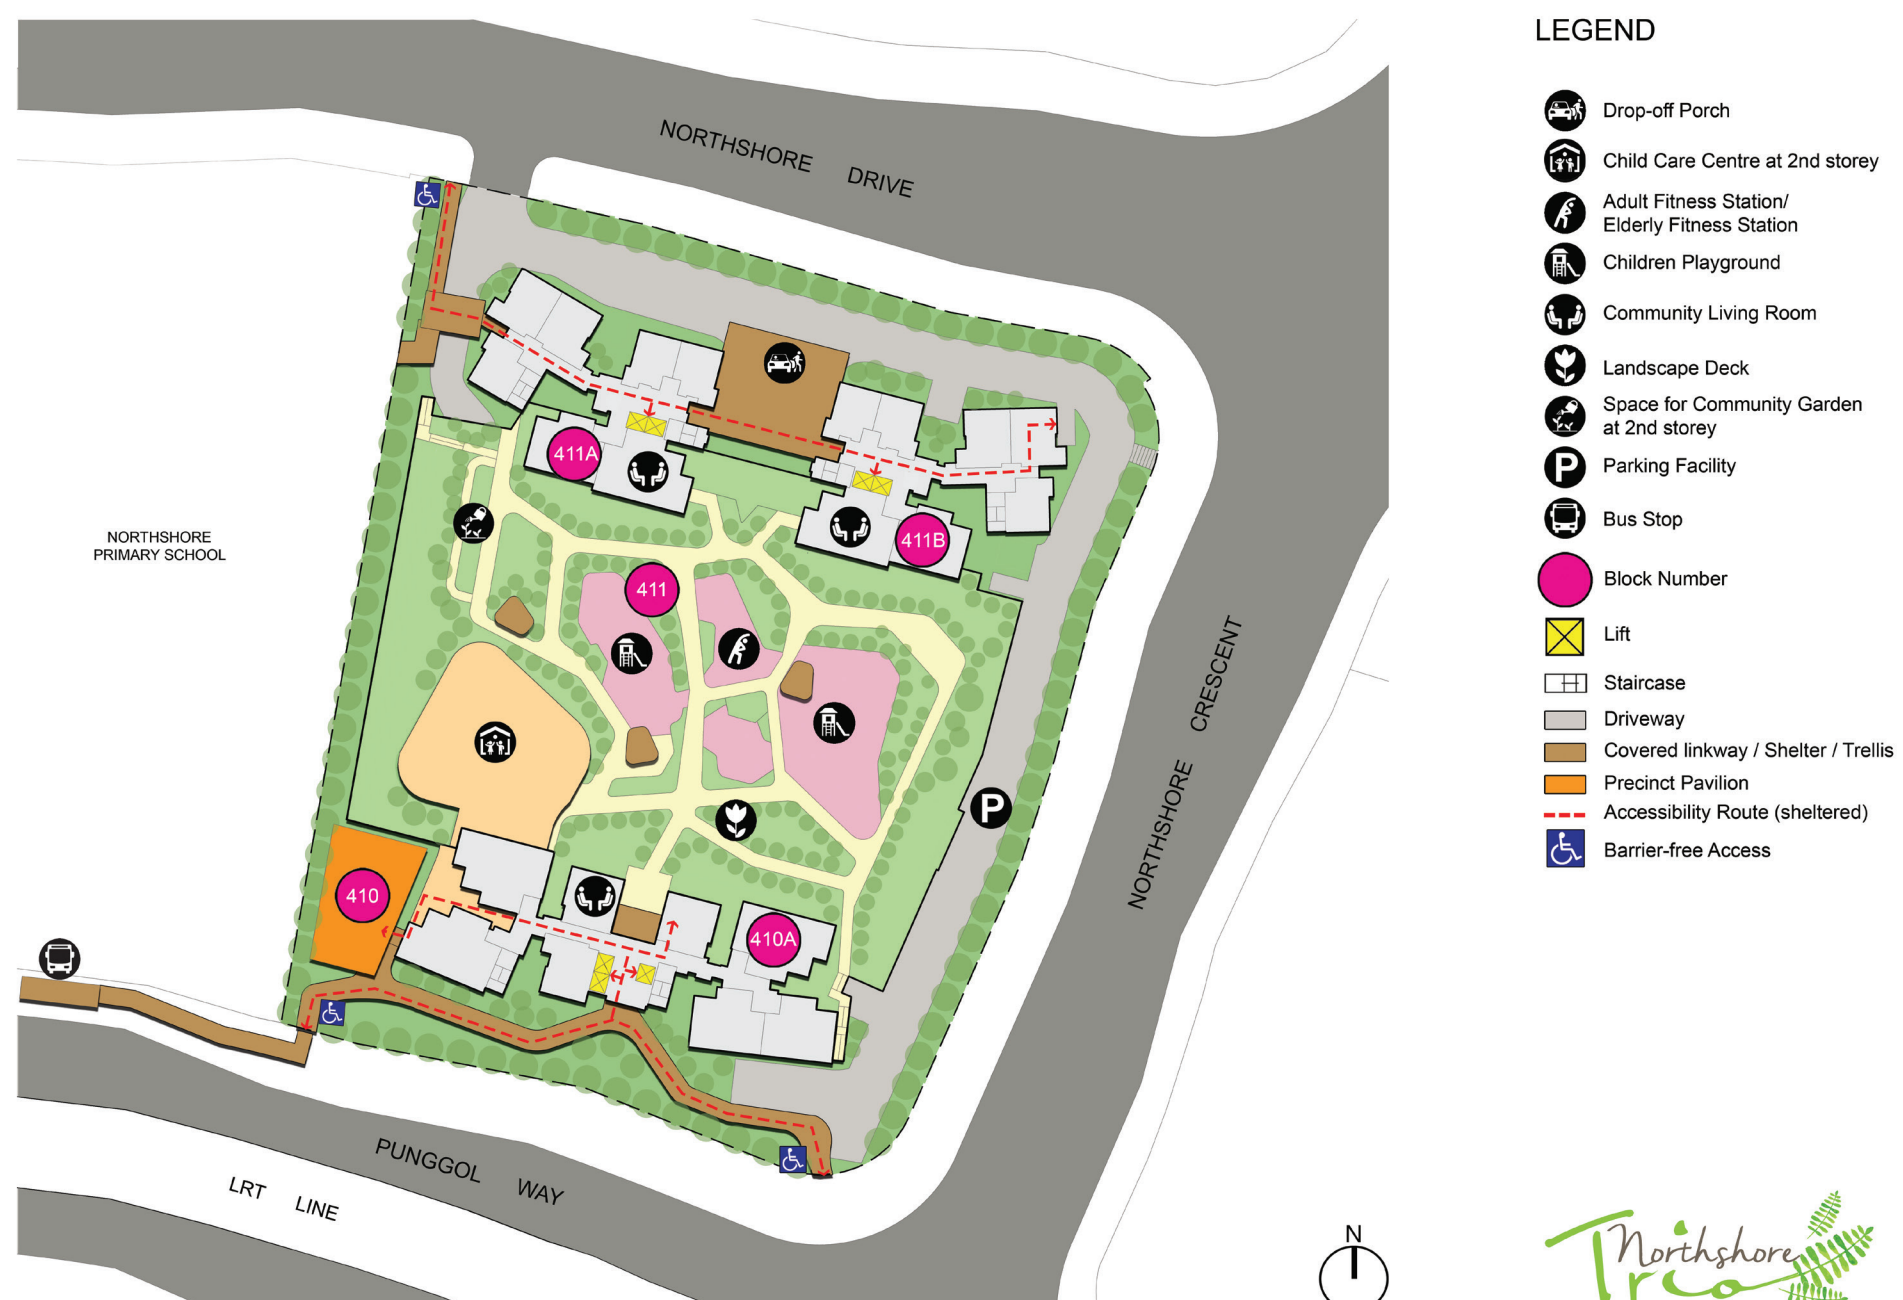 LEGEND
Drop-off Porch
Child Care Centre at 2nd storey
Adult Fitness Station/
Elderly Fitness Station
Children Playground
Community Living Room
Landscape Deck
Space for Community Garden
at 2nd storey
P
Parking Facility
Bus Stop
Block Number
Lift
Staircase
Driveway
Covered linkway / Shelter / Trellis
Precinct Pavilion
Accessibility Route (sheltered)
Barrier-free Access
NORTHSHORE DRIVE
411A
411B
NORTHSHORE
PRIMARY SCHOOL
411
NORTHSHORE CRESCENT
P
410
410A
PUNGGOL WAY
LRT LINE
N
Northshore
Trio